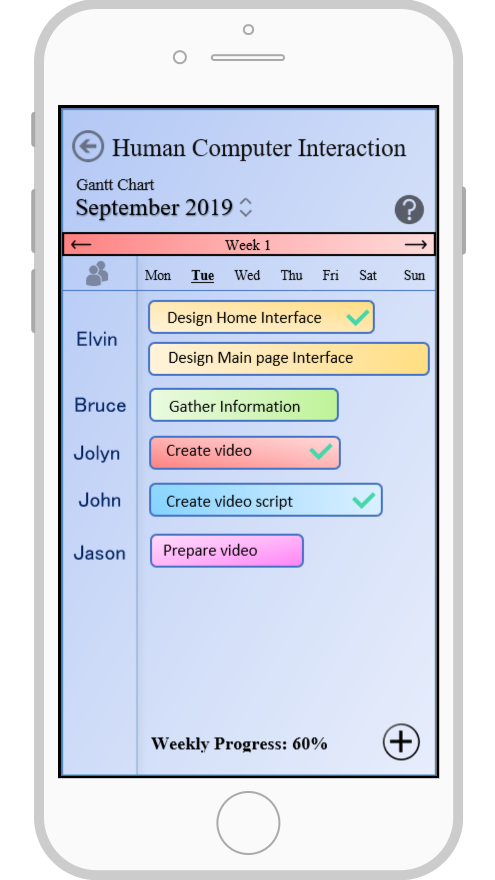 Human Computer Interaction
Gantt Chart
September 2019
?
Week 1
Mon Tue Wed Thu Fri Sat Sun
Elvin
Design Home Interface
Design Main page Interface
Bruce
Gather Information
Jolyn
Create video
John
Create video script
Jason
Prepare video
Weekly Progress: 60%